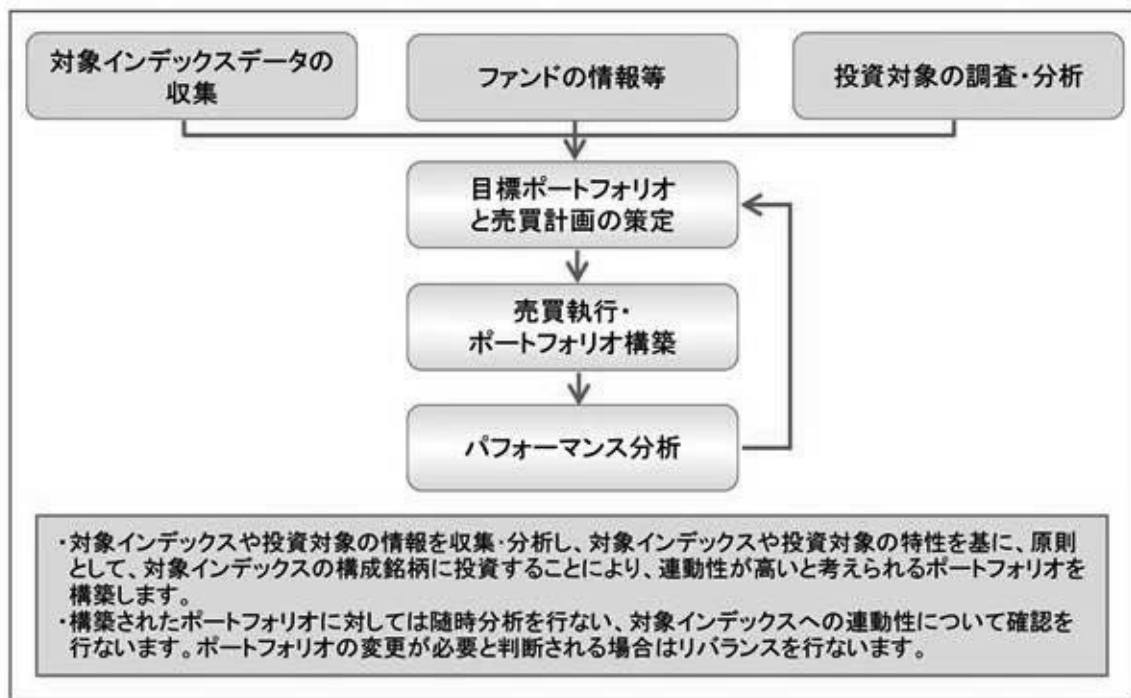 対象インデックスデータの
収集
ファンドの情報等
投資対象の調査・分析
目標ポートフォリオ
と売買計画の策定
売買執行・
ポートフォリオ構築
パフォーマンス分析
・対象インデックスや投資対象の情報を収集・分析し、対象インデックスや投資対象の特性を基に、原則
として、対象インデックスの構成銘柄に投資することにより、連動性が高いと考えられるポートフォリオを
構築します。
・構築されたポートフォリオに対しては随時分析を行ない、対象インデックスへの連動性について確認を
行ないます。ポートフォリオの変更が必要と判断される場合はリバランスを行ないます。